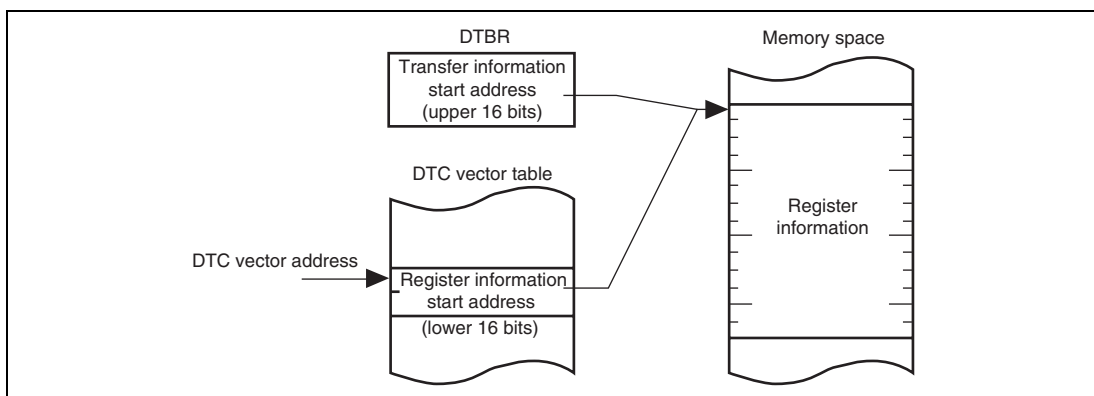 DTBR
Transfer information
start address
(upper 16 bits)
Memory space
DTC vector table
DTC vector address
Register information
start address
(lower 16 bits)
Register
information